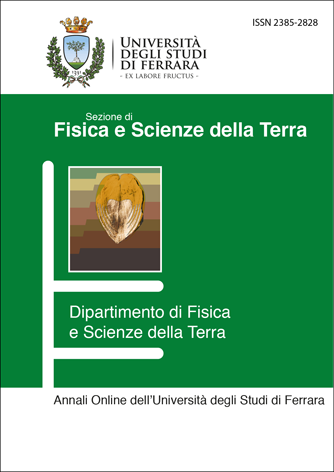 ISSN 2385-2828
UNIVERSITÀ
DEGLI STUDI
DI FERRARA
- EX LABORE FRUCTUS -
Sezione di
Fisica e Scienze della Terra
Dipartimento di Fisica
e Scienze della Terra
Annali Online dell'Università degli Studi di Ferrara